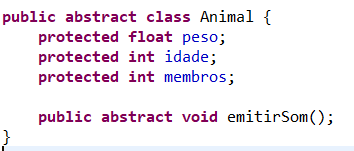 public abstract class Animal {
    protected float peso;
    protected int idade;
    protected int membros;

    public abstract void emitirSom();
}